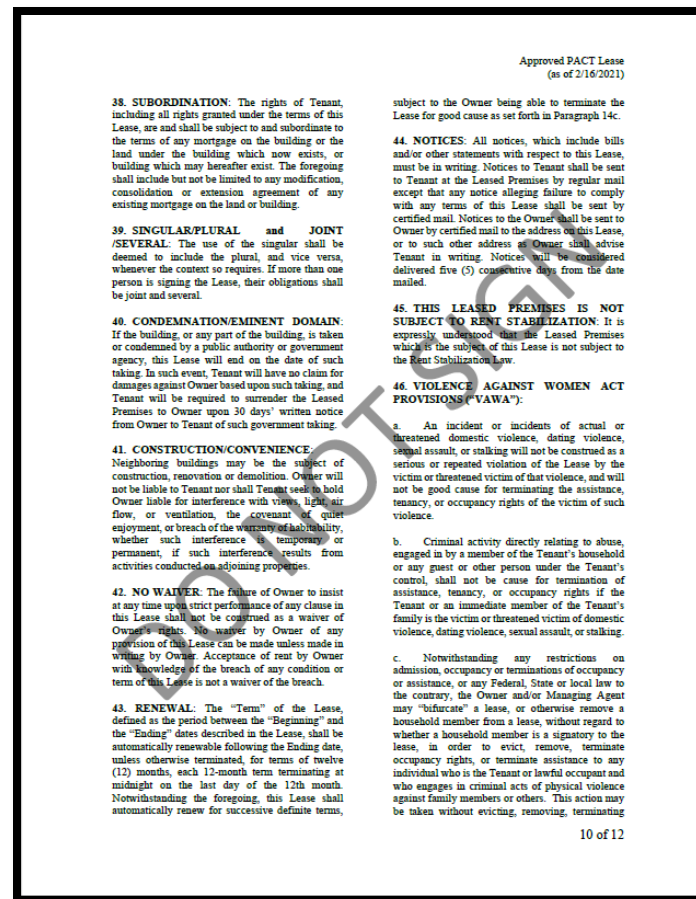 Approved PACT Lease
(as of 2/16/2021)
38. SUBORDINATION: The rights of Tenant,
including all rights granted under the terms of this
Lease, are and shall be subject to and subordinate to
the terms of any mortgage on the building or the
land under the building which now exists, or
building which may hereafter exist. The foregoing
shall include but not be limited to any modification,
consolidation or extension agreement of any
existing mortgage on the land or building.
39. SINGULAR/PLURAL and JOINT
/SEVERAL: The use of the singular shall be
deemed to include the plural, and vice versa,
whenever the context so requires. If more than one
person is signing the Lease, their obligations shall
be joint and several.
40. CONDEMNATION/EMINENT DOMAIN:
If the building, or any part of the building, is taken
or condemned by a public authority or government
agency, this Lease will end on the date of such
taking. In such event, Tenant will have no claim for
damages against Owner based upon such taking, and
Tenant will be required to surrender the Leased
Premises to Owner upon 30 days' written notice
from Owner to Tenant of such government taking.
41. CONSTRUCTION/CONVENIENCE:
Neighboring buildings may be the subject of
construction, renovation or demolition. Owner will
not be liable to Tenant nor shall Tenant seek to hold
Owner liable for interference with views, light, air
flow, or ventilation, the covenant of quiet
enjoyment, or breach of the warranty of habitability,
whether such interference is temporary or
permanent, if such interference results from
activities conducted on adjoining properties.
42. NO WAIVER: The failure of Owner to insist
at any time upon strict performance of any clause in
this Lease shall not be construed as a waiver of
Owner's rights. No waiver by Owner of any
provision of this Lease can be made unless made in
writing by Owner. Acceptance of rent by Owner
with knowledge of the breach of any condition or
term of this Lease is not a waiver of the breach.
43. RENEWAL: The "Term" of the Lease,
defined as the period between the "Beginning" and
the "Ending" dates described in the Lease, shall be
automatically renewable following the Ending date,
unless otherwise terminated, for terms of twelve
(12) months, each 12-month term terminating at
midnight on the last day of the 12th month.
Notwithstanding the foregoing, this Lease shall
automatically renew for successive definite terms,
subject to the Owner being able to terminate the
Lease for good cause as set forth in Paragraph 14c.
44. NOTICES: All notices, which include bills
and/or other statements with respect to this Lease,
must be in writing. Notices to Tenant shall be sent
to Tenant at the Leased Premises by regular mail
except that any notice alleging failure to comply
with any terms of this Lease shall be sent by
certified mail. Notices to the Owner shall be sent to
Owner by certified mail to the address on this Lease,
or to such other address as Owner shall advise
Tenant in writing. Notices will be considered
delivered five (5) consecutive days from the date
mailed.
45. THIS LEASED PREMISES IS NOT
SUBJECT TO RENT STABILIZATION: It is
expressly understood that the Leased Premises
which is the subject of this Lease is not subject to
the Rent Stabilization Law.
46. VIOLENCE AGAINST WOMEN ACT
PROVISIONS ("VAWA"):
a. An incident or incidents of actual or
threatened domestic violence, dating violence,
sexual assault, or stalking will not be construed as a
serious or repeated violation of the Lease by the
victim or threatened victim of that violence, and will
not be good cause for terminating the assistance,
tenancy, or occupancy rights of the victim of such
violence.
b. Criminal activity directly relating to abuse,
engaged in by a member of the Tenant's household
or any guest or other person under the Tenant's
control, shall not be cause for termination of
assistance, tenancy, or occupancy rights if the
Tenant or an immediate member of the Tenant's
family is the victim or threatened victim of domestic
violence, dating violence, sexual assault, or stalking.
c. Notwithstanding any restrictions on
admission, occupancy or terminations of occupancy
or assistance, or any Federal, State or local law to
the contrary, the Owner and/or Managing Agent
may "bifurcate" a lease, or otherwise remove a
household member from a lease, without regard to
whether a household member is a signatory to the
lease, in order to evict, remove, terminate
occupancy rights, or terminate assistance to any
individual who is the Tenant or lawful occupant and
who engages in criminal acts of physical violence
against family members or others. This action may
be taken without evicting, removing, terminating
10 of 12
DO NOT SIGN